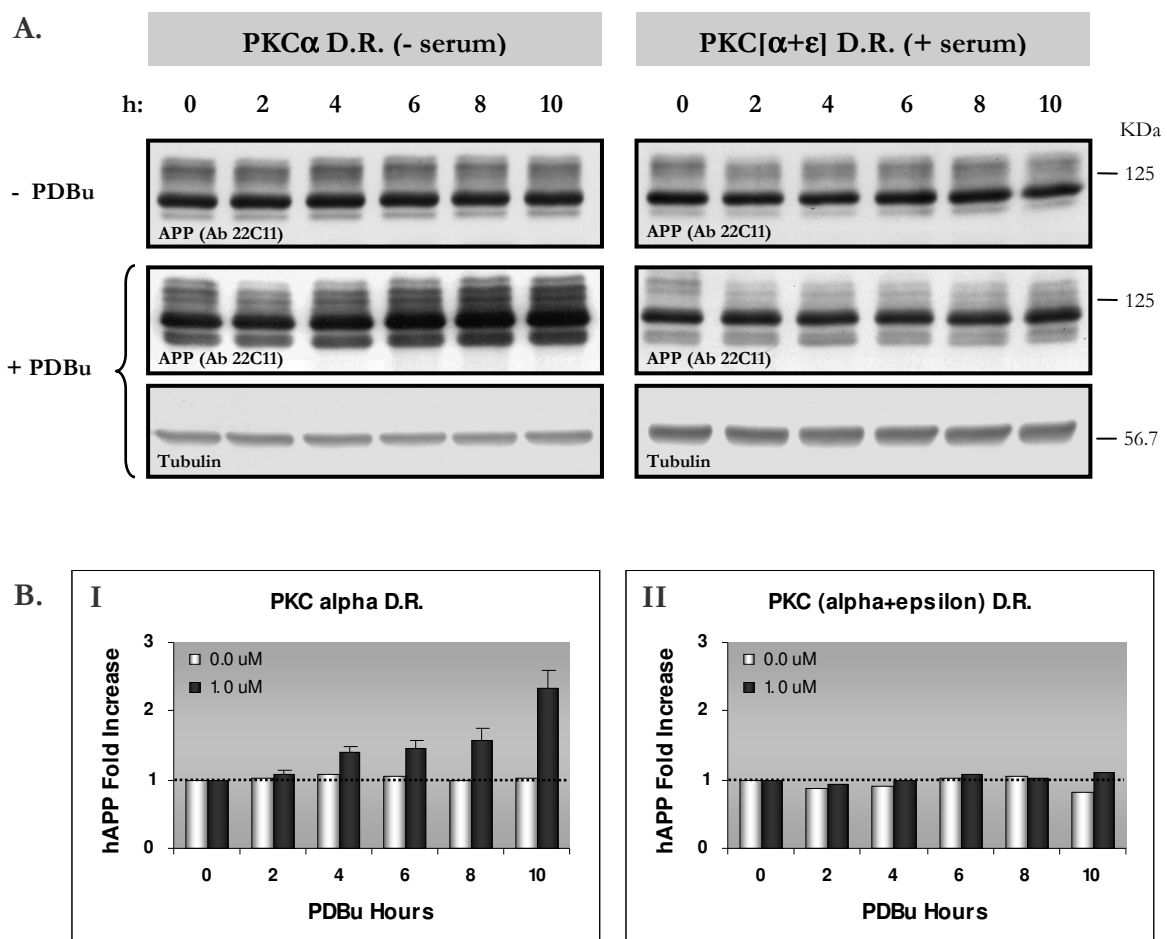 A.
PKCα D.R. (- serum)
PKC[α+ε] D.R. (+ serum)
h: 0 2 4 6 8 10
0 2 4 6 8 10
KDa
- PDBu
APP (Ab 22C11)
APP (Ab 22C11)
125
+ PDBu
APP (Ab 22C11)
APP (Ab 22C11)
125
Tubulin
Tubulin
56.7
B.
I
PKC alpha D.R.
hAPP Fold Increase
3
2
1
0
0.0 uM
1.0 uM
0 2 4 6 8 10
PDBu Hours
II
PKC (alpha+epsilon) D.R.
hAPP Fold Increase
3
2
1
0
0.0 uM
1.0 uM
0 2 4 6 8 10
PDBu Hours